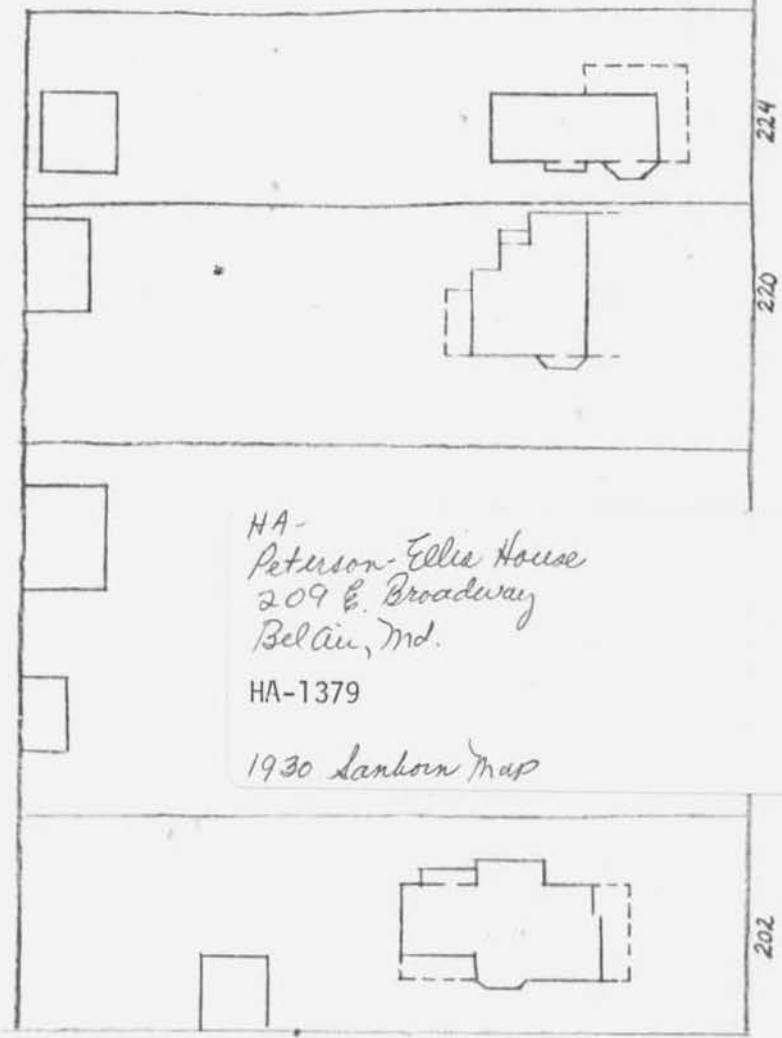 224
220
HA-
Peterson-Ellis House
209 E. Broadway
Bel Air, Md.
HA-1379
1930 Sanborn Map
202